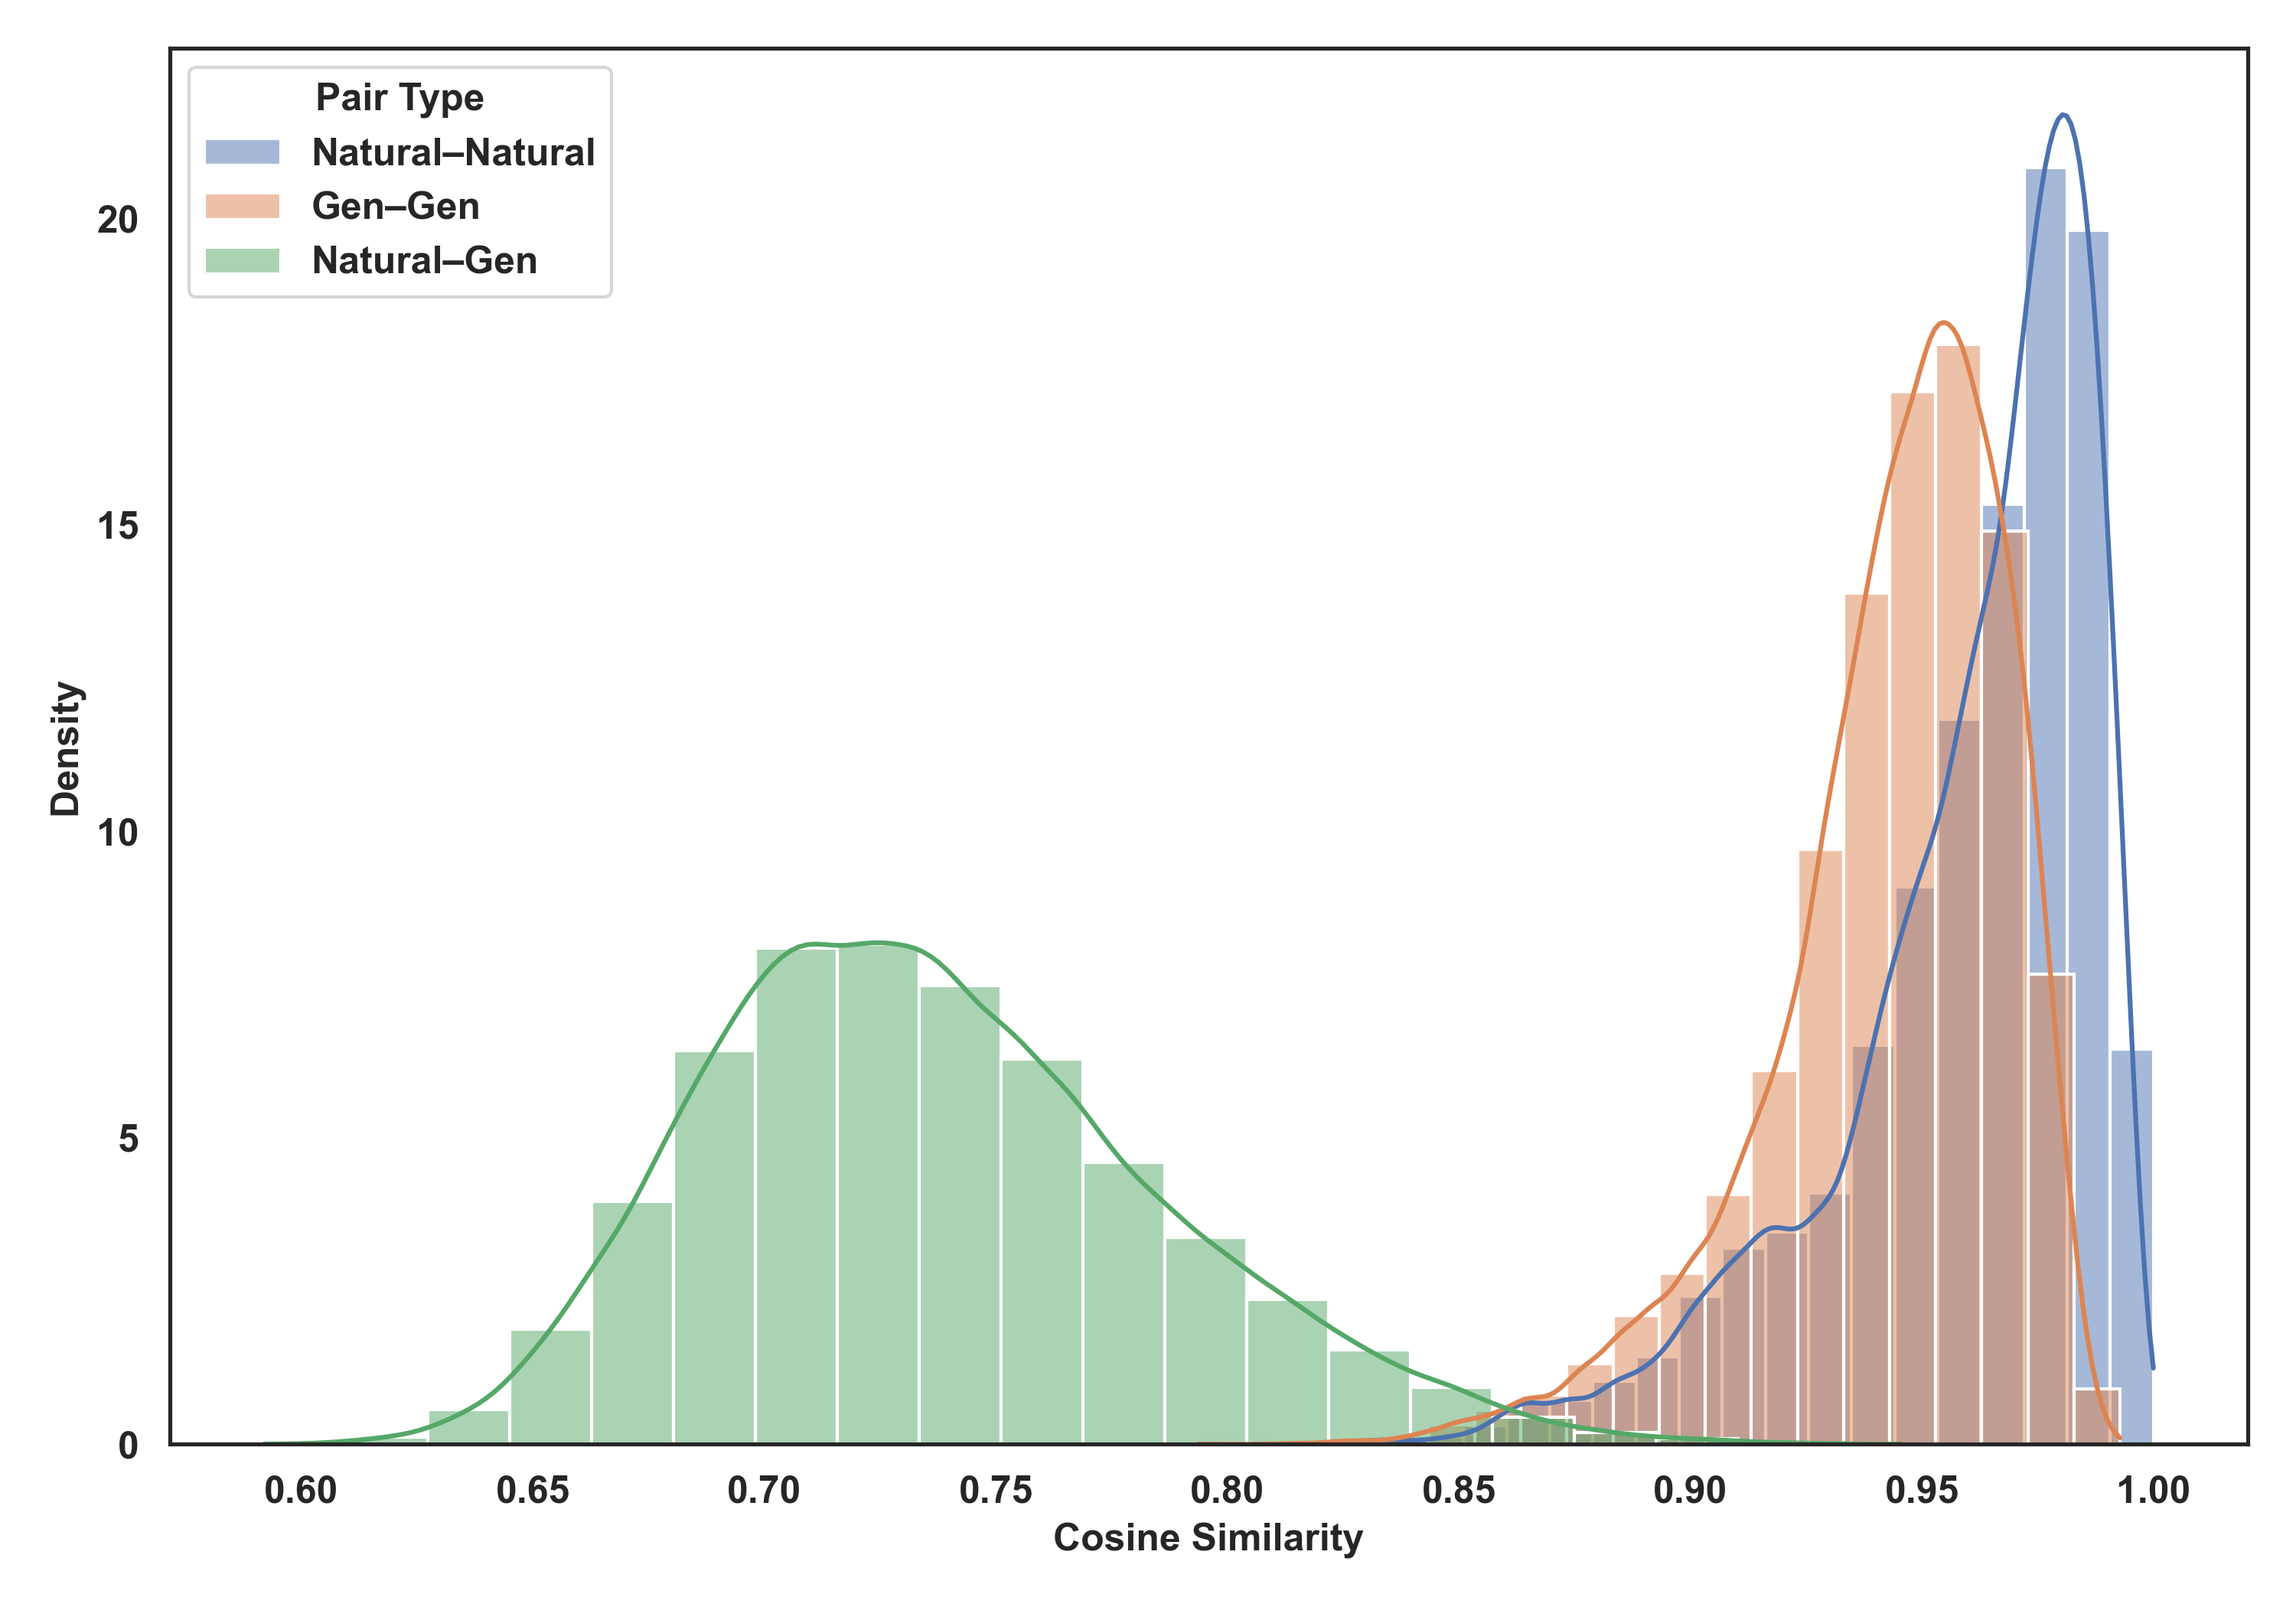 Pair Type
Natural–Natural
Gen–Gen
Natural–Gen
20
15
10
5
0
Density
0.60 0.65 0.70 0.75 0.80 0.85 0.90 0.95 1.00
Cosine Similarity